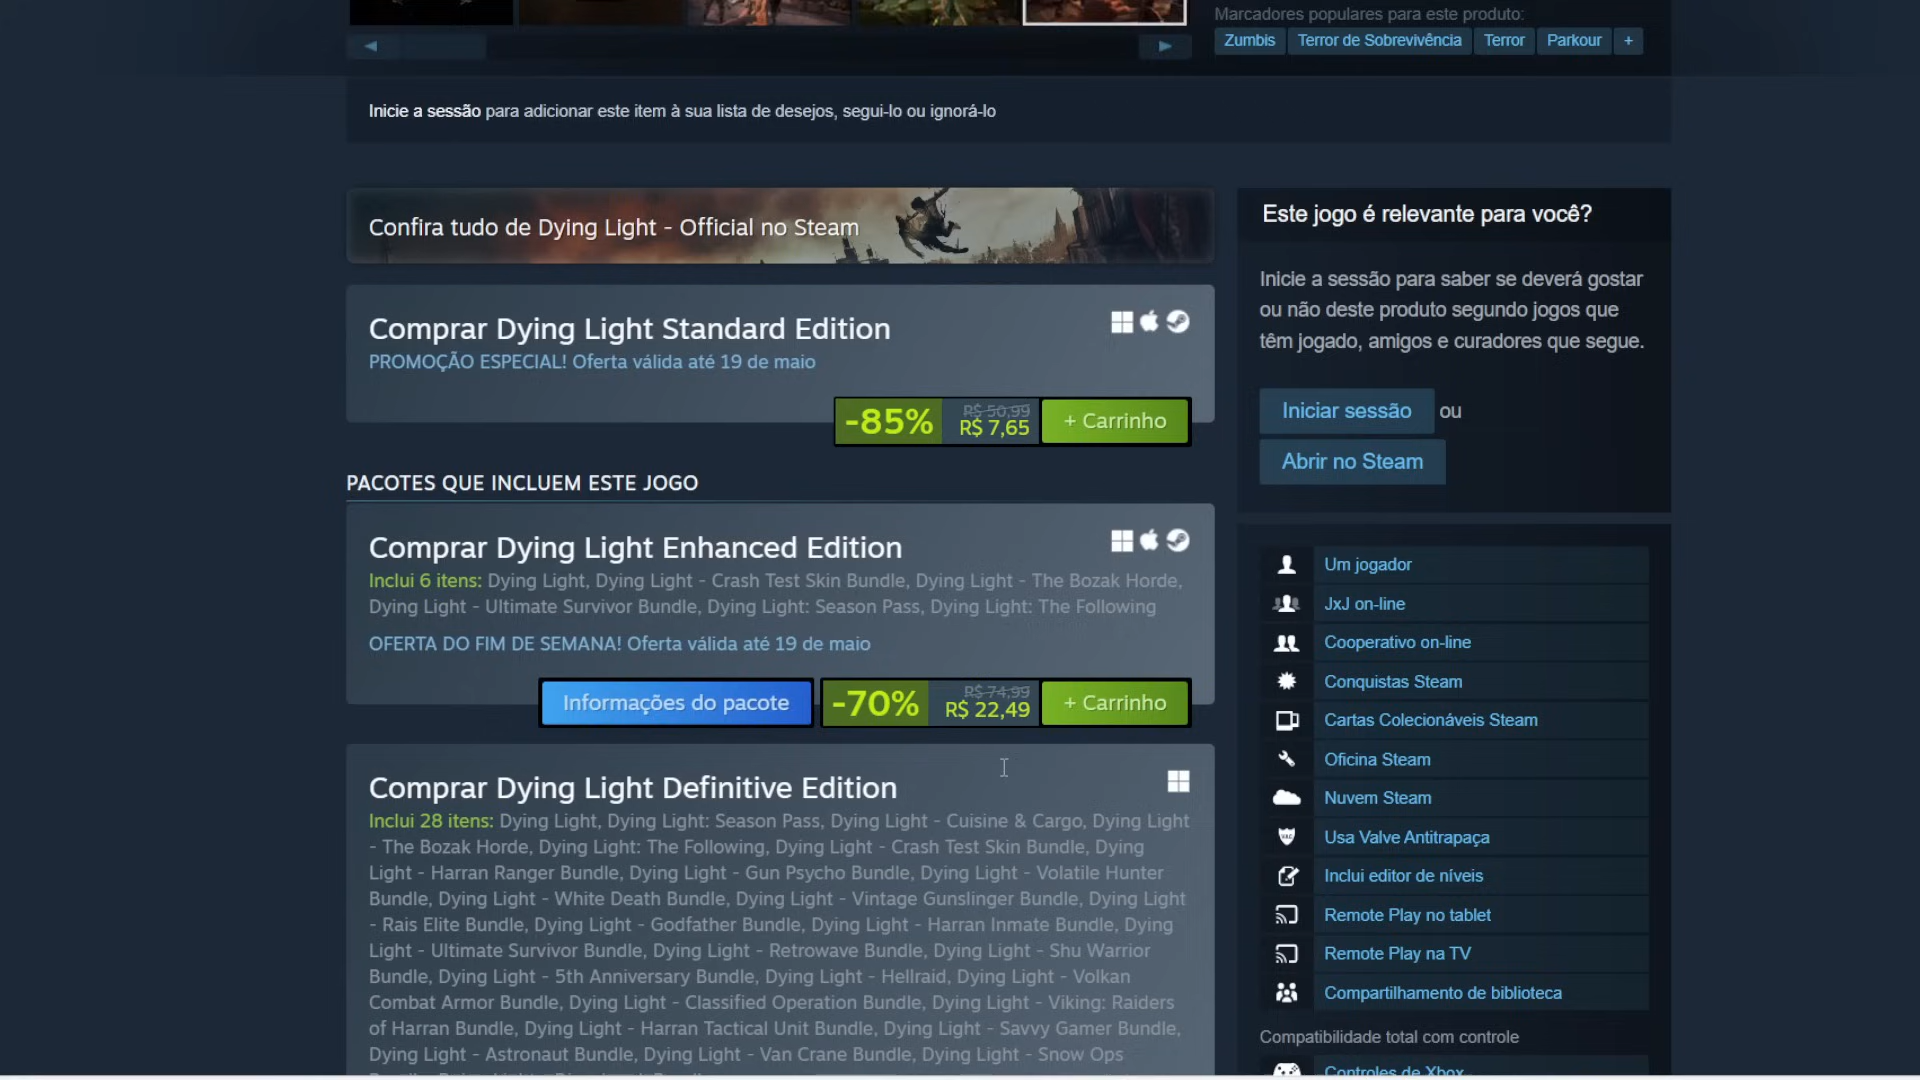 Marcadores populares para este produto:
Zumbis Terror de Sobrevivência Terror Parkour +
Inicie a sessão para adicionar este item à sua lista de desejos, segui-lo ou ignorá-lo
Confira tudo de Dying Light - Official no Steam
Comprar Dying Light Standard Edition
PROMOÇÃO ESPECIAL! Oferta válida até 19 de maio
-85% R$ 50,99 R$ 7,65 + Carrinho
PACOTES QUE INCLUEM ESTE JOGO
Comprar Dying Light Enhanced Edition
Inclui 6 itens: Dying Light, Dying Light - Crash Test Skin Bundle, Dying Light - The Bozak Horde,
Dying Light - Ultimate Survivor Bundle, Dying Light: Season Pass, Dying Light: The Following
OFERTA DO FIM DE SEMANA! Oferta válida até 19 de maio
Informações do pacote -70% R$ 74,99 R$ 22,49 + Carrinho
Comprar Dying Light Definitive Edition
Inclui 28 itens: Dying Light, Dying Light: Season Pass, Dying Light - Cuisine & Cargo, Dying Light
- The Bozak Horde, Dying Light: The Following, Dying Light - Crash Test Skin Bundle, Dying
Light - Harran Ranger Bundle, Dying Light - Gun Psycho Bundle, Dying Light - Volatile Hunter
Bundle, Dying Light - White Death Bundle, Dying Light - Vintage Gunslinger Bundle, Dying Light
- Rais Elite Bundle, Dying Light - Godfather Bundle, Dying Light - Harran Inmate Bundle, Dying
Light - Ultimate Survivor Bundle, Dying Light - Retrowave Bundle, Dying Light - Shu Warrior
Bundle, Dying Light - 5th Anniversary Bundle, Dying Light - Hellraid, Dying Light - Volkan
Combat Armor Bundle, Dying Light - Classified Operation Bundle, Dying Light - Viking: Raiders
of Harran Bundle, Dying Light - Harran Tactical Unit Bundle, Dying Light - Savvy Gamer Bundle,
Dying Light - Astronaut Bundle, Dying Light - Van Crane Bundle, Dying Light - Snow Ops
Este jogo é relevante para você?
Inicie a sessão para saber se deverá gostar
ou não deste produto segundo jogos que
têm jogado, amigos e curadores que segue.
Iniciar sessão ou
Abrir no Steam
Um jogador
JxJ on-line
Cooperativo on-line
Conquistas Steam
Cartas Colecionáveis Steam
Oficina Steam
Nuvem Steam
VAC Usa Valve Antitrapaça
Inclui editor de níveis
Remote Play no tablet
Remote Play na TV
Compartilhamento de biblioteca
Compatibilidade total com controle
Controles de Xbox